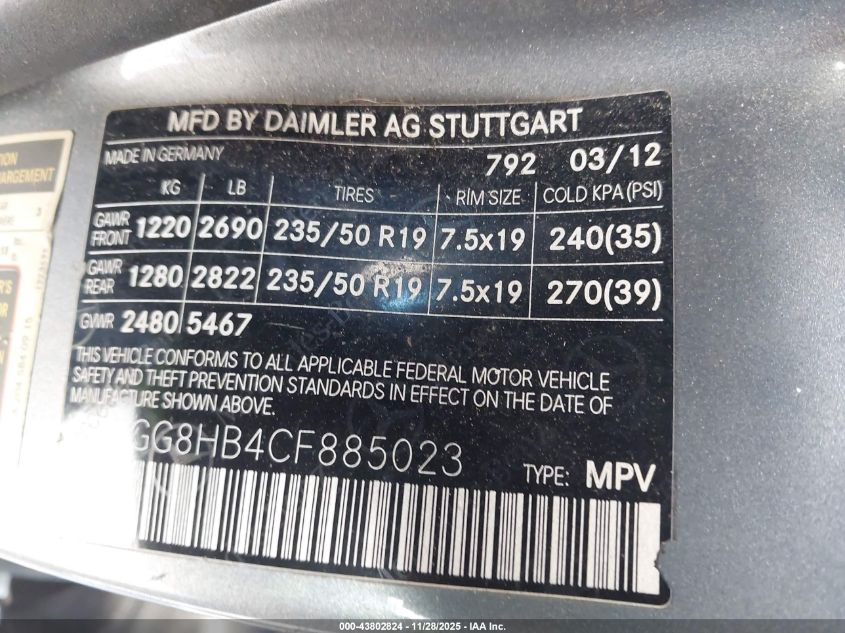 MFD BY DAIMLER AG STUTTGART
MADE IN GERMANY 792 03/12
KG LB TIRES RIM SIZE COLD KPA (PSI)
GAWR FRONT 1220 2690 235/50 R19 7.5x19 240(35)
GAWR REAR 1280 2822 235/50 R19 7.5x19 270(39)
GVWR 2480 5467
THIS VEHICLE CONFORMS TO ALL APPLICABLE FEDERAL MOTOR VEHICLE
SAFETY AND THEFT PREVENTION STANDARDS IN EFFECT ON THE DATE OF
MANUFACTURE SHOWN ABOVE.
GG8HB4CF885023
TYPE: MPV
000-43802824 - 11/28/2025 - IAA Inc.